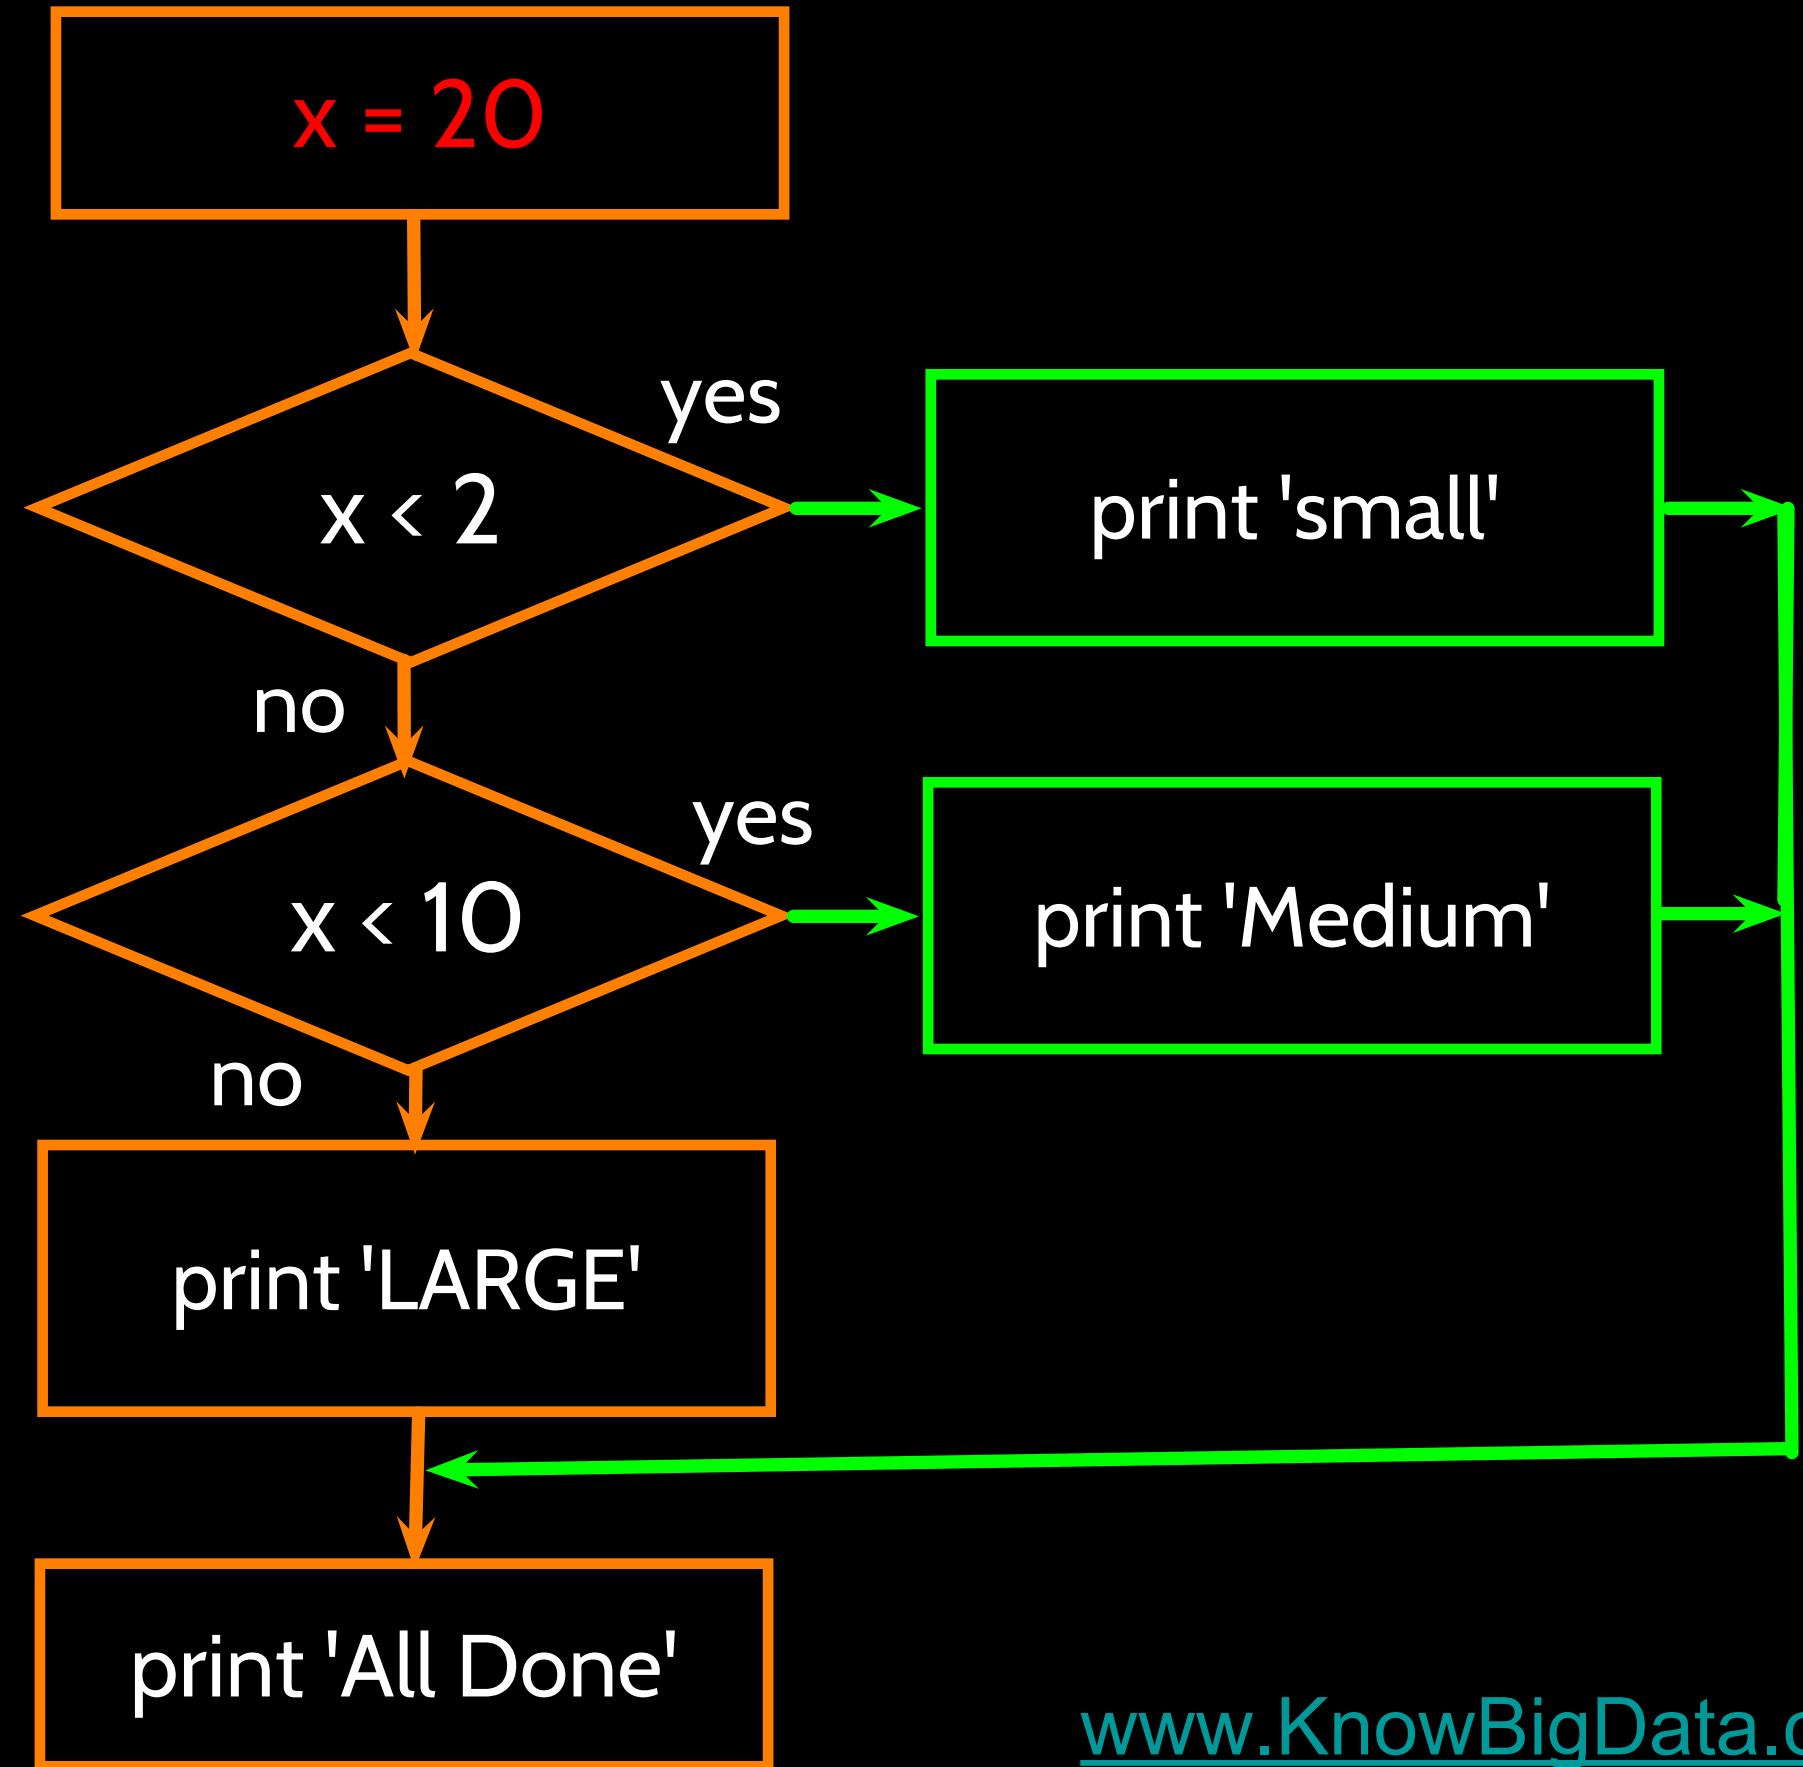 x = 20
yes
x < 2
print 'small'
no
yes
x < 10
print 'Medium'
no
print 'LARGE'
print 'All Done'
www.KnowBigData.c